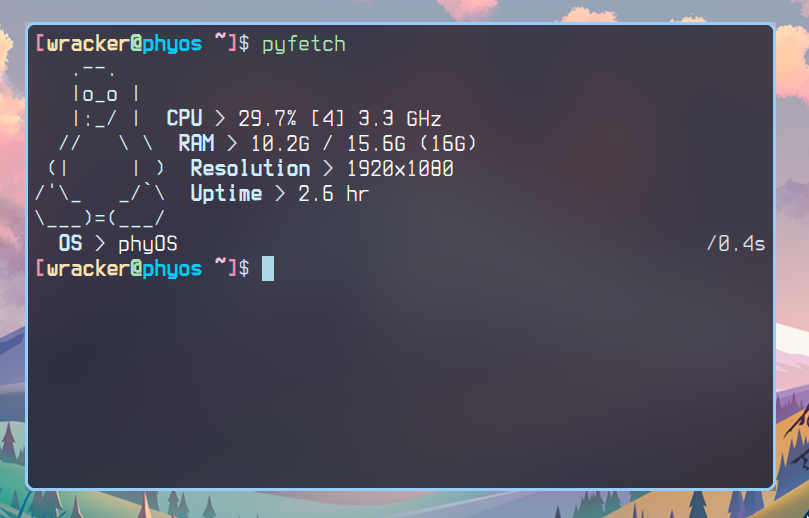 [wracker@phyos ~]$ pyfetch
    .--.
   |o_o |
   |:_/ |  CPU > 29.7% [4] 3.3 GHz
  //   \ \  RAM > 10.2G / 15.6G (16G)
 (|     | )  Resolution > 1920x1080
/'\_   _/`\  Uptime > 2.6 hr
\___)=(___/
  OS > phyOS /0.4s
[wracker@phyos ~]$